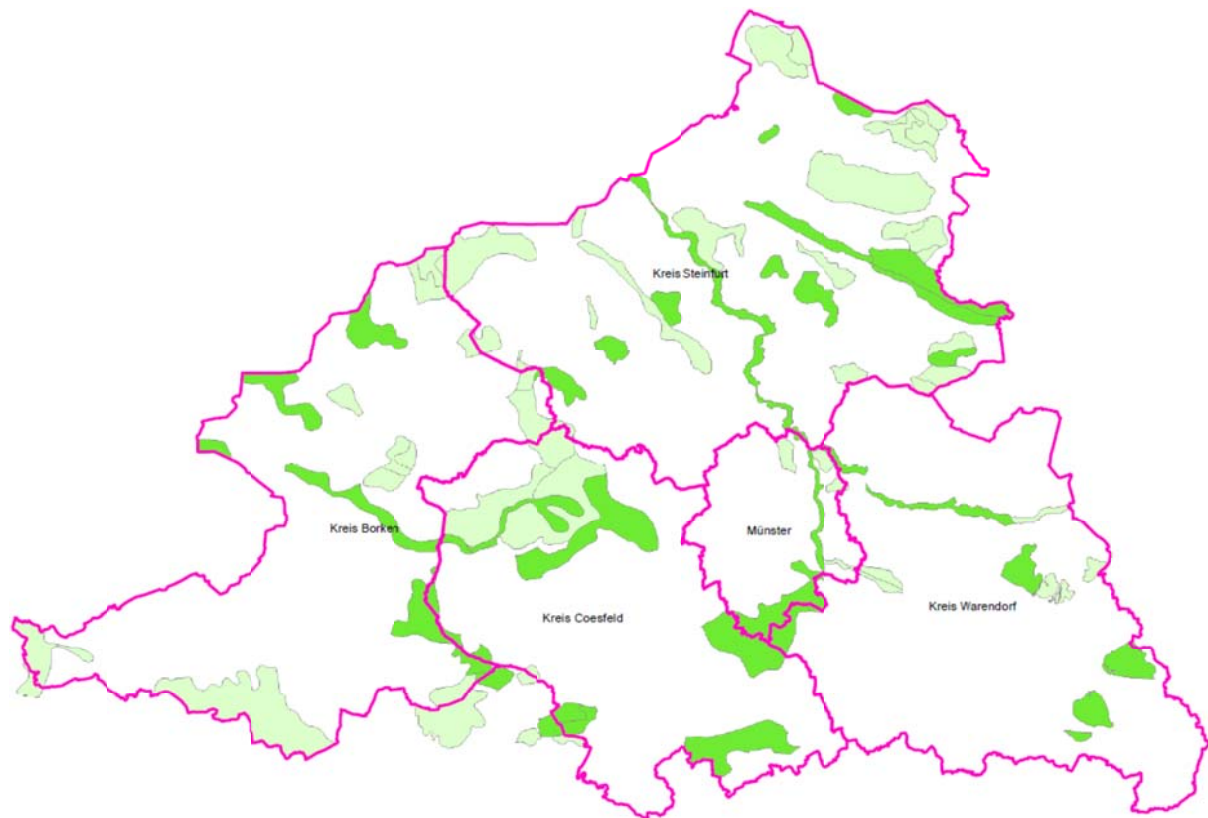 Kreis Steinfurt
Kreis Borken
Münster
Kreis Coesfeld
Kreis Warendorf